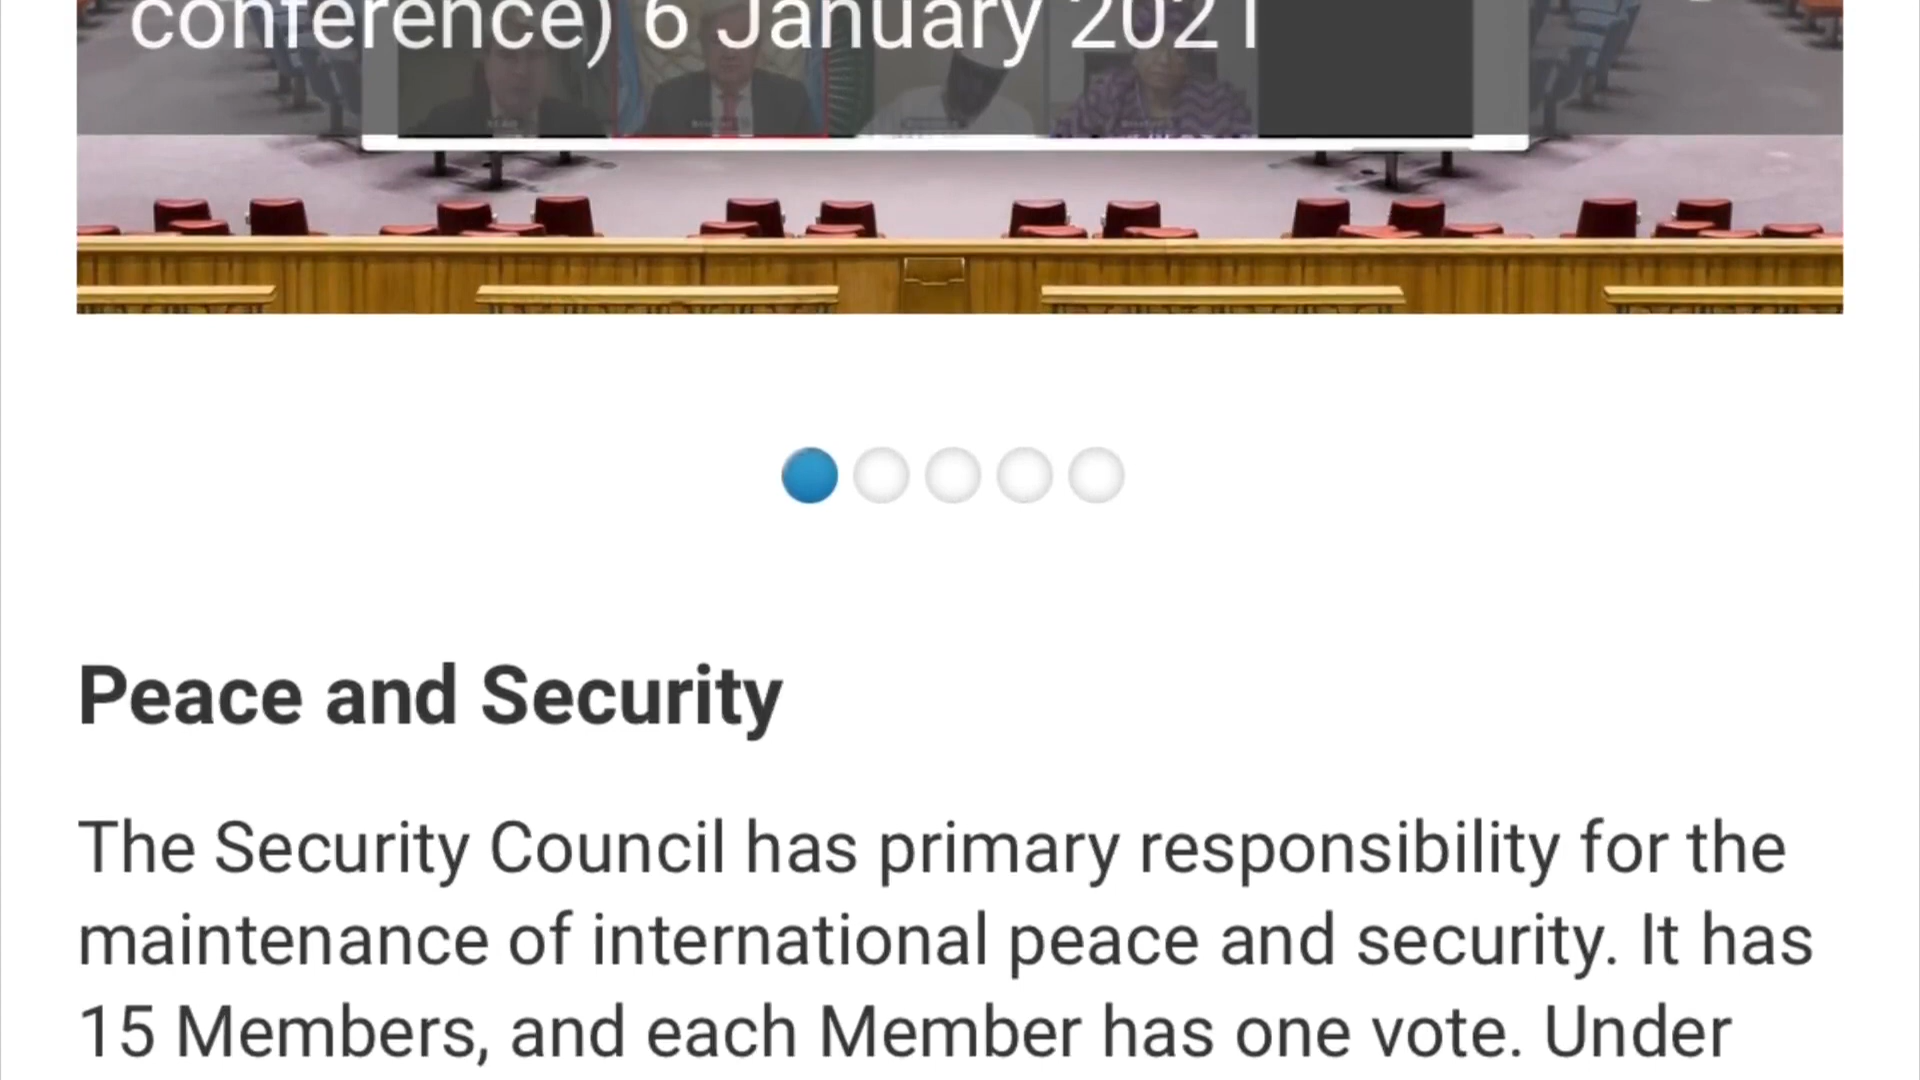 conference) 6 January 2021
Peace and Security
The Security Council has primary responsibility for the
maintenance of international peace and security. It has
15 Members, and each Member has one vote. Under